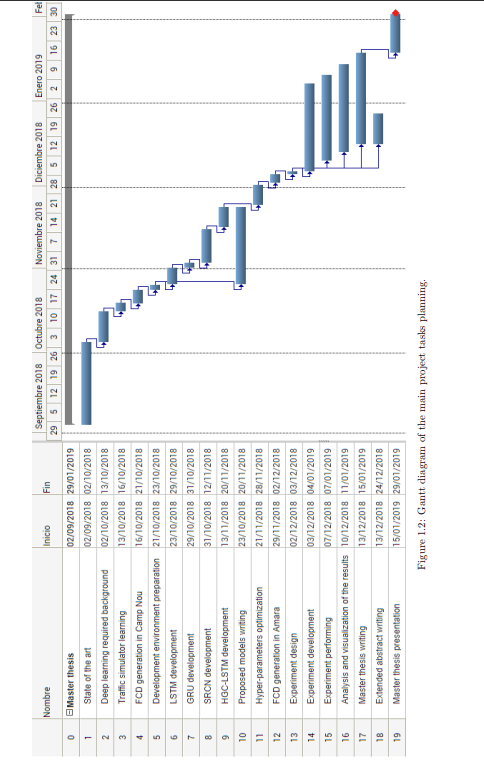 Nombre Inicio Fin
Septiembre 2018 Octubre 2018 Noviembre 2018 Diciembre 2018 Enero 2019 Fel
29 5 12 19 26 3 10 17 24 31 7 14 21 28 5 12 19 26 2 9 16 23 30
0 Master thesis 02/09/2018 29/01/2019
1 State of the art 02/09/2018 02/10/2018
2 Deep learning required background 02/10/2018 13/10/2018
3 Traffic simulator learning 13/10/2018 16/10/2018
4 FCD generation in Camp Nou 16/10/2018 21/10/2018
5 Development environment preparation 21/10/2018 23/10/2018
6 LSTM development 23/10/2018 29/10/2018
7 GRU development 29/10/2018 31/10/2018
8 SRCN development 31/10/2018 12/11/2018
9 HGC-LSTM development 13/11/2018 20/11/2018
10 Proposed models writing 23/10/2018 20/11/2018
11 Hyper-parameters optimization 21/11/2018 28/11/2018
12 FCD generation in Amara 29/11/2018 02/12/2018
13 Experiment design 02/12/2018 03/12/2018
14 Experiment development 03/12/2018 04/01/2019
15 Experiment performing 07/12/2018 07/01/2019
16 Analysis and visualization of the results 10/12/2018 11/01/2019
17 Master thesis writing 13/12/2018 15/01/2019
18 Extended abstract writing 13/12/2018 24/12/2018
19 Master thesis presentation 15/01/2019 29/01/2019
Figure 1.2: Gantt diagram of the main project tasks planning.